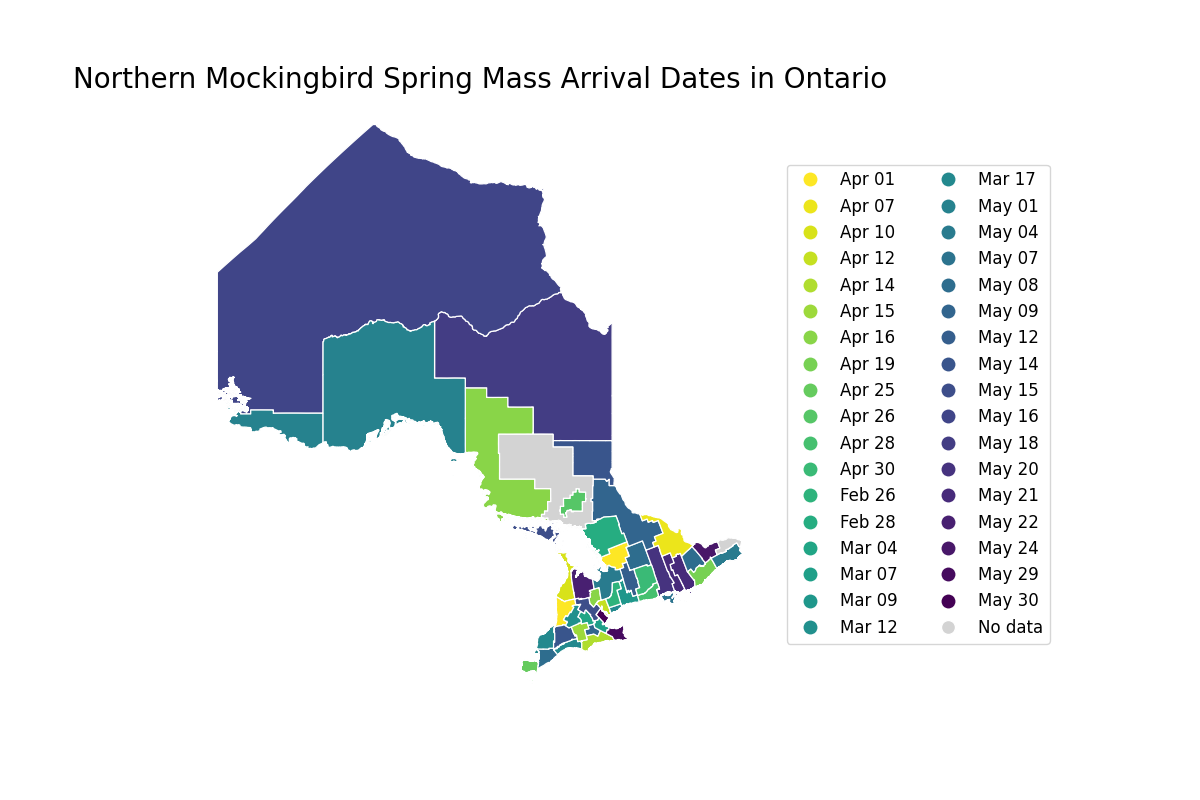 Northern Mockingbird Spring Mass Arrival Dates in Ontario
Apr 01
Apr 07
Apr 10
Apr 12
Apr 14
Apr 15
Apr 16
Apr 19
Apr 25
Apr 26
Apr 28
Apr 30
Feb 26
Feb 28
Mar 04
Mar 07
Mar 09
Mar 12
Mar 17
May 01
May 04
May 07
May 08
May 09
May 12
May 14
May 15
May 16
May 18
May 20
May 21
May 22
May 24
May 29
May 30
No data